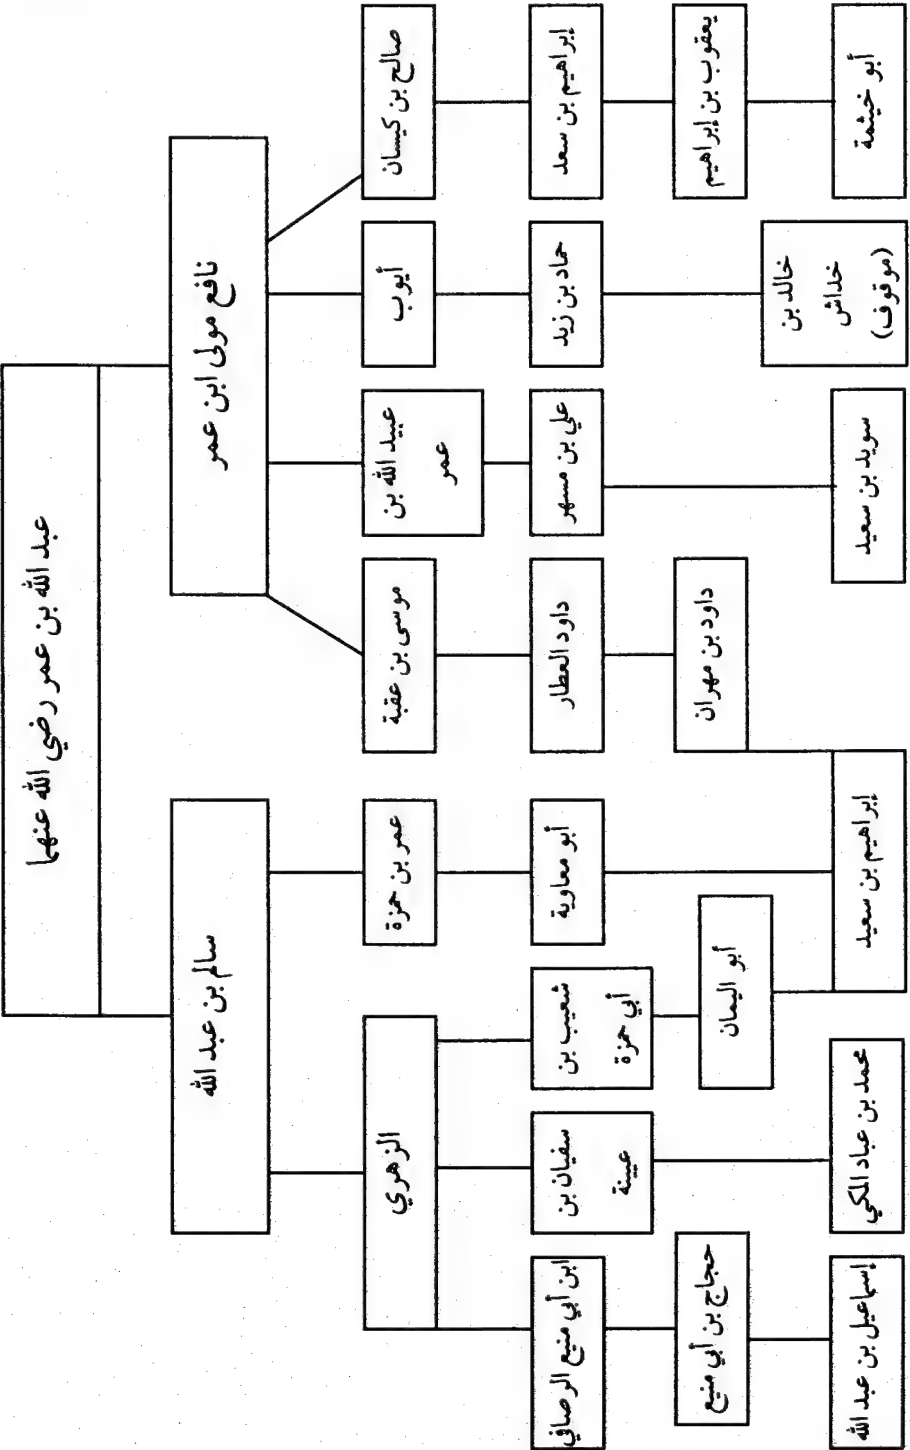 عبد الله بن عمر رضي الله عنهما
نافع مولى ابن عمر
سالم بن عبد الله
صالح بن كيسان
أيوب
عبيد الله بن
عمر
موسى بن عقبة
عمر بن حمزة
الزهري
إبراهيم بن سعد
حماد بن زيد
علي بن مسهر
داود العطار
أبو معاوية
شعيب بن
أبي حمزة
سفيان بن
عيينة
ابن أبي منيع الرصافي
يعقوب بن إبراهيم
داود بن مهران
أبو اليمان
حجاج بن أبي منيع
أبو خيثمة
خالد بن
خداش
(موقوف)
سويد بن سعيد
إبراهيم بن سعيد
محمد بن عباد المكي
إسماعيل بن عبد الله